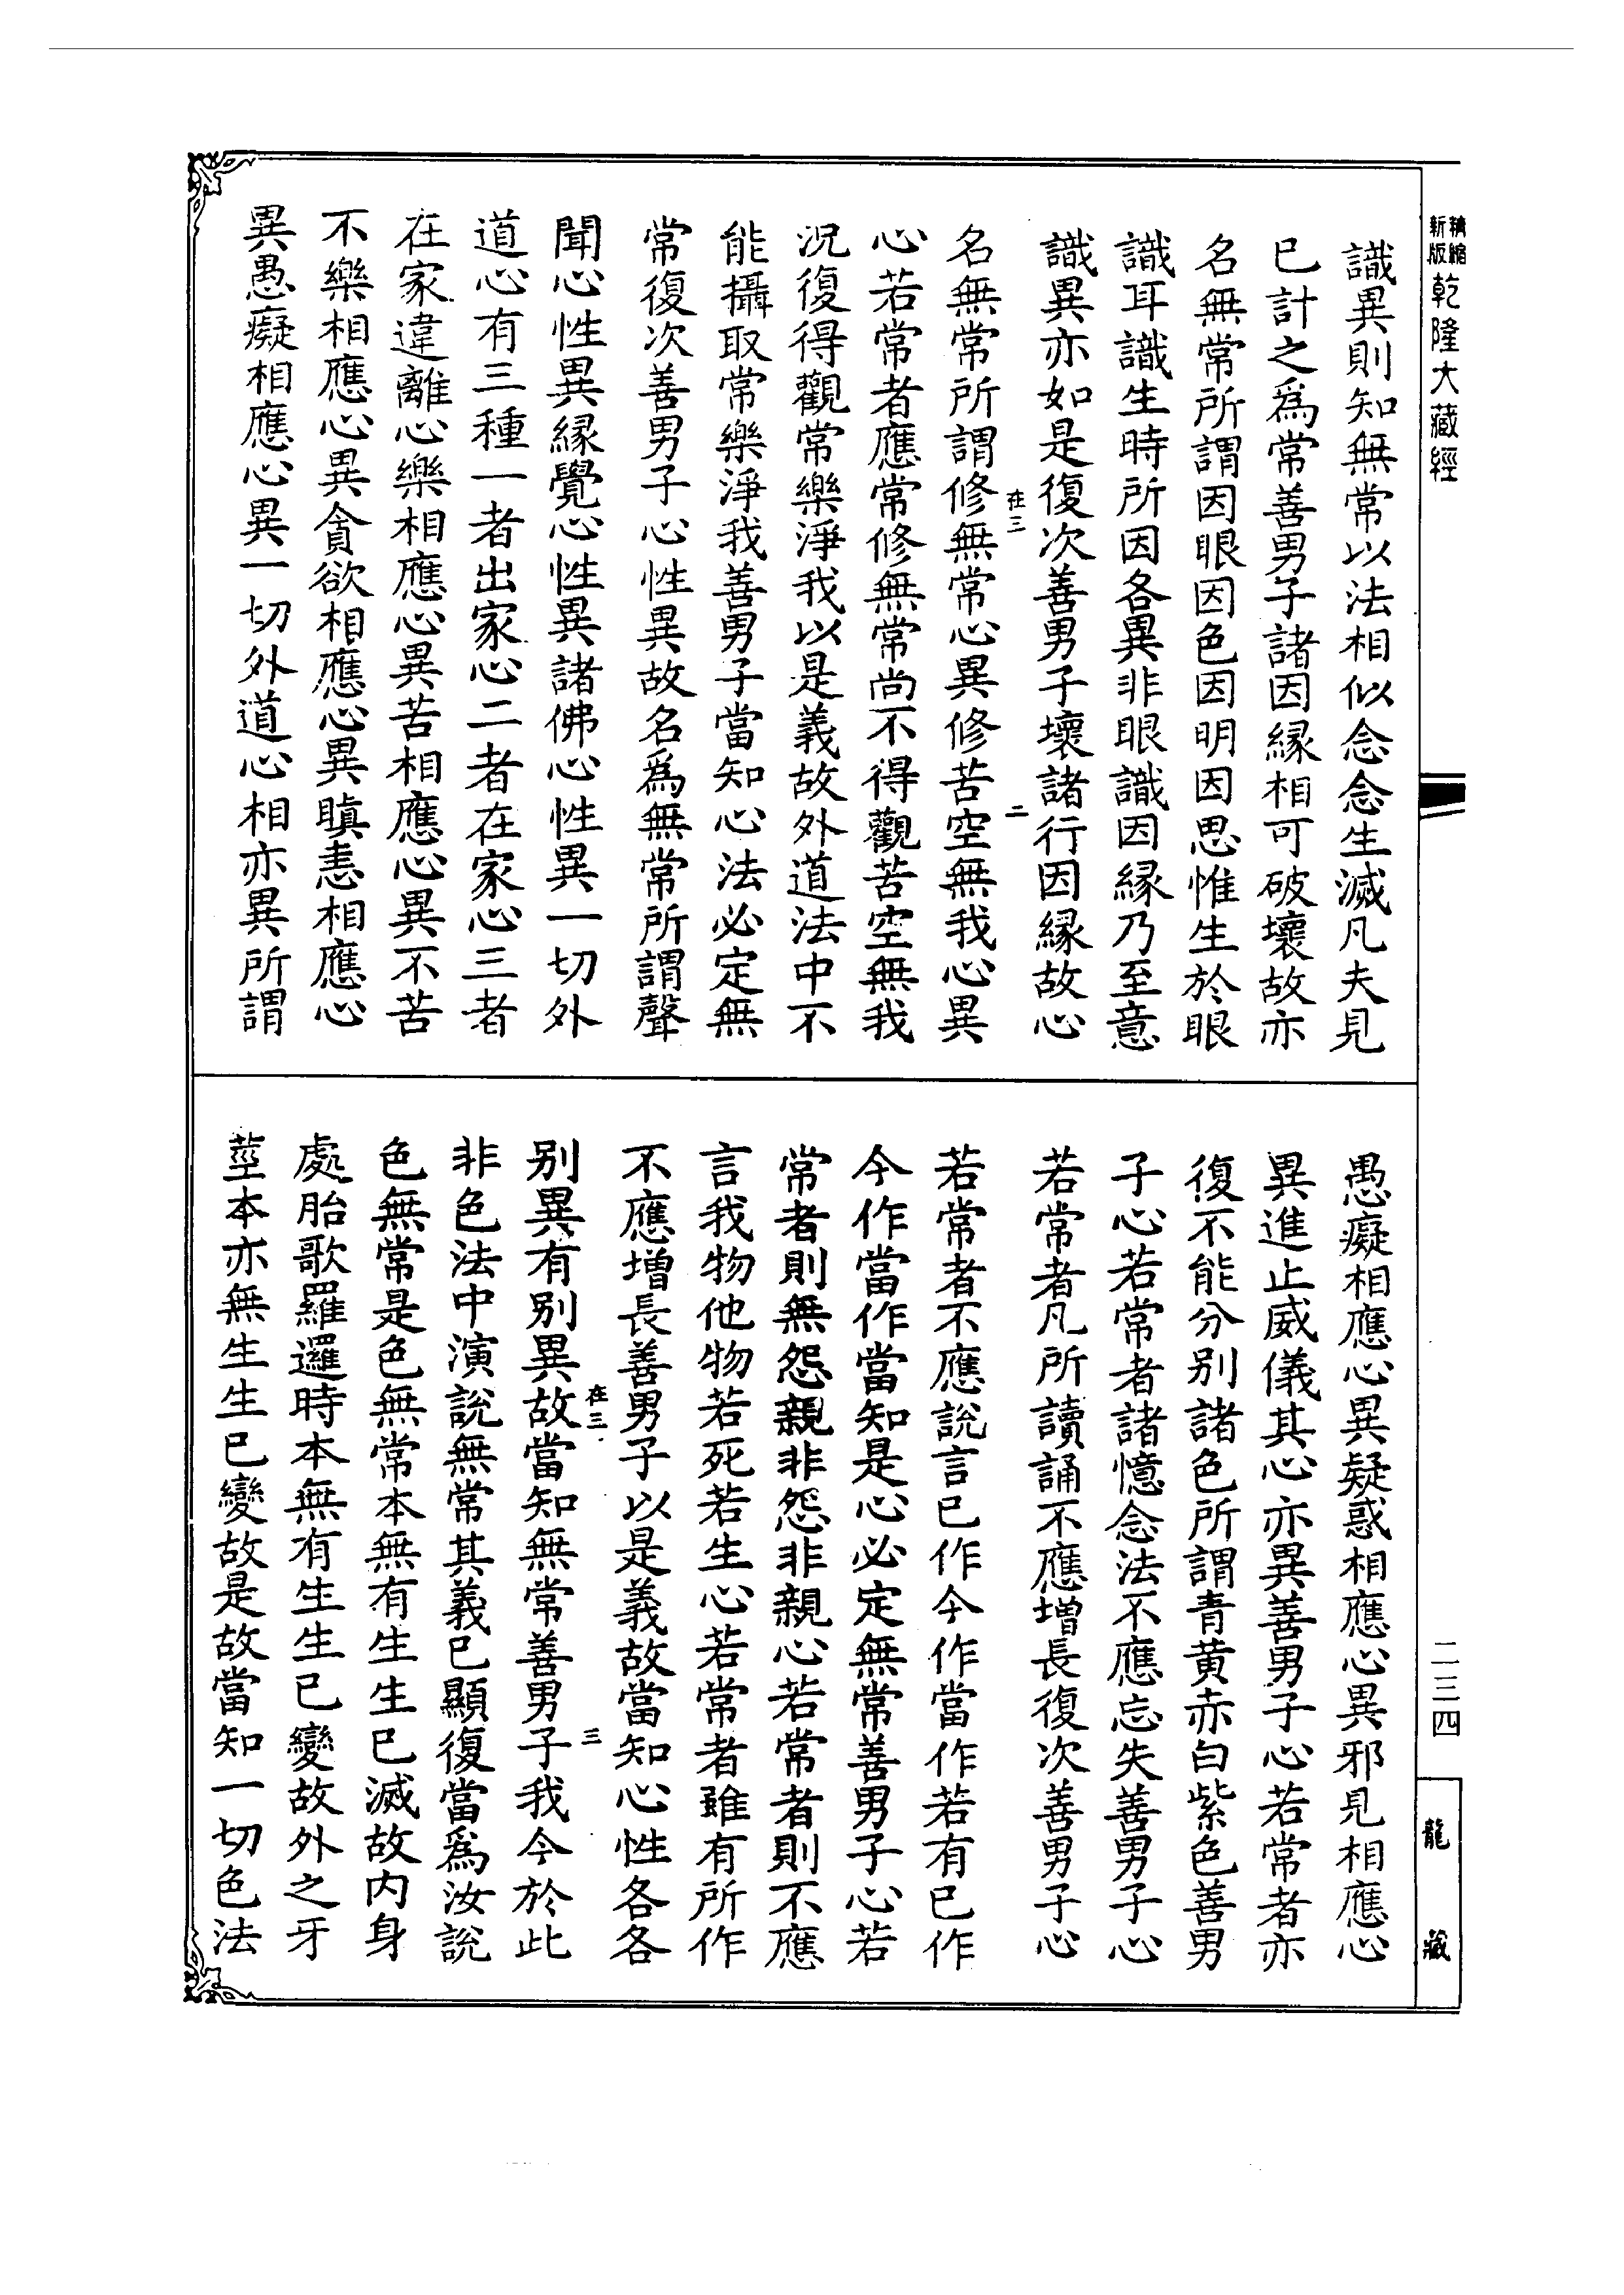 精縮
新版
乾隆大藏經
識異則知無常以法相似念念生滅凡夫見
已計之爲常善男子諸因緣相可破壞故亦
名無常所謂因眼因色因明因思惟生於眼
識耳識生時所因各異非眼識因緣乃至意
識異亦如是復次善男子壞諸行因緣故心
在三
二
名無常所謂修無常心異修苦空無我心異
心若常者應常修無常尚不得觀苦空無我
況復得觀常樂淨我以是義故外道法中不
能攝取常樂淨我善男子當知心法必定無
常復次善男子心性異故名爲無常所謂聲
聞心性異緣覺心性異諸佛心性異一切外
道心有三種一者出家心二者在家心三者
在家違離心樂相應心異苦相應心異不苦
不樂相應心異貪欲相應心異瞋恚相應心
異愚癡相應心異一切外道心相亦異所謂
愚癡相應心異疑惑相應心異邪見相應心
異進止威儀其心亦異善男子心若常者亦
復不能分別諸色所謂青黃赤白紫色善男
子心若常者諸憶念法不應忘失善男子心
若常者凡所讀誦不應增長復次善男子心
若常者不應說言已作今作當作若有已作
今作當作當知是心必定無常善男子心若
常者則無怨親非怨非親心若常者則不應
言我物他物若死若生心若常者雖有所作
不應增長善男子以是義故當知心性各各
別異有別異故當知無常善男子我今於此
在三
三
非色法中演說無常其義已顯復當爲汝說
色無常是色無常本無有生生已滅故內身
處胎歌羅邏時本無有生生已變故外之牙
莖本亦無生生已變故是故當知一切色法
二三四
龍藏